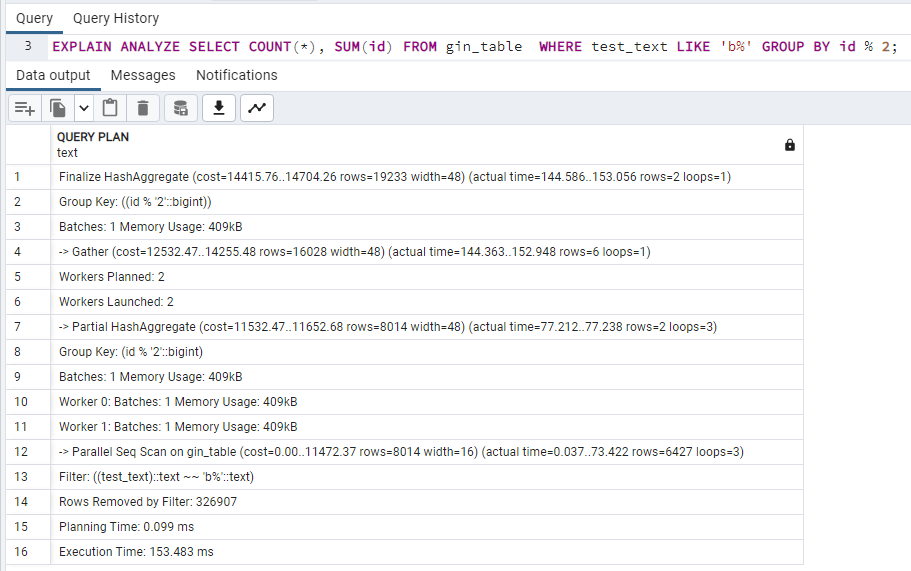 Query Query History
3 EXPLAIN ANALYZE SELECT COUNT(*), SUM(id) FROM gin_table  WHERE test_text LIKE 'b%' GROUP BY id % 2;
Data output Messages Notifications
QUERY PLAN
text
1 Finalize HashAggregate (cost=14415.76..14704.26 rows=19233 width=48) (actual time=144.586..153.056 rows=2 loops=1)
2 Group Key: ((id % '2'::bigint))
3 Batches: 1 Memory Usage: 409kB
4 -> Gather (cost=12532.47..14255.48 rows=16028 width=48) (actual time=144.363..152.948 rows=6 loops=1)
5 Workers Planned: 2
6 Workers Launched: 2
7 -> Partial HashAggregate (cost=11532.47..11652.68 rows=8014 width=48) (actual time=77.212..77.238 rows=2 loops=3)
8 Group Key: (id % '2'::bigint)
9 Batches: 1 Memory Usage: 409kB
10 Worker 0: Batches: 1 Memory Usage: 409kB
11 Worker 1: Batches: 1 Memory Usage: 409kB
12 -> Parallel Seq Scan on gin_table (cost=0.00..11472.37 rows=8014 width=16) (actual time=0.037..73.422 rows=6427 loops=3)
13 Filter: ((test_text)::text ~~ 'b%'::text)
14 Rows Removed by Filter: 326907
15 Planning Time: 0.099 ms
16 Execution Time: 153.483 ms